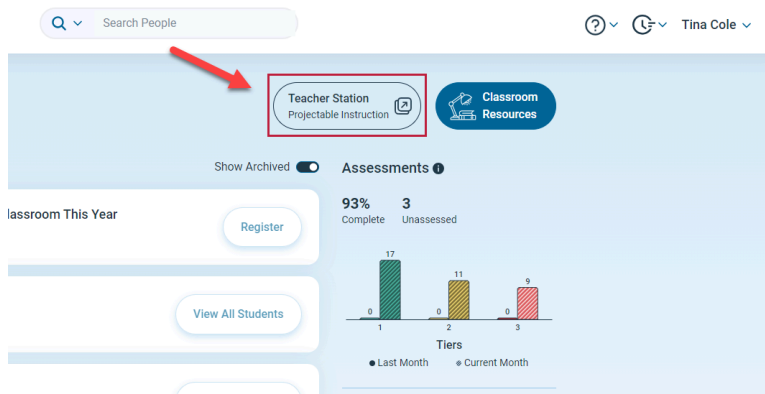 Search People
Tina Cole
Teacher Station
Projectable Instruction
Classroom
Resources
Show Archived
Assessments
lassroom This Year
Register
93%
Complete
3
Unassessed
View All Students
17
11
9
0
0
0
1
2
3
Tiers
Last Month
Current Month